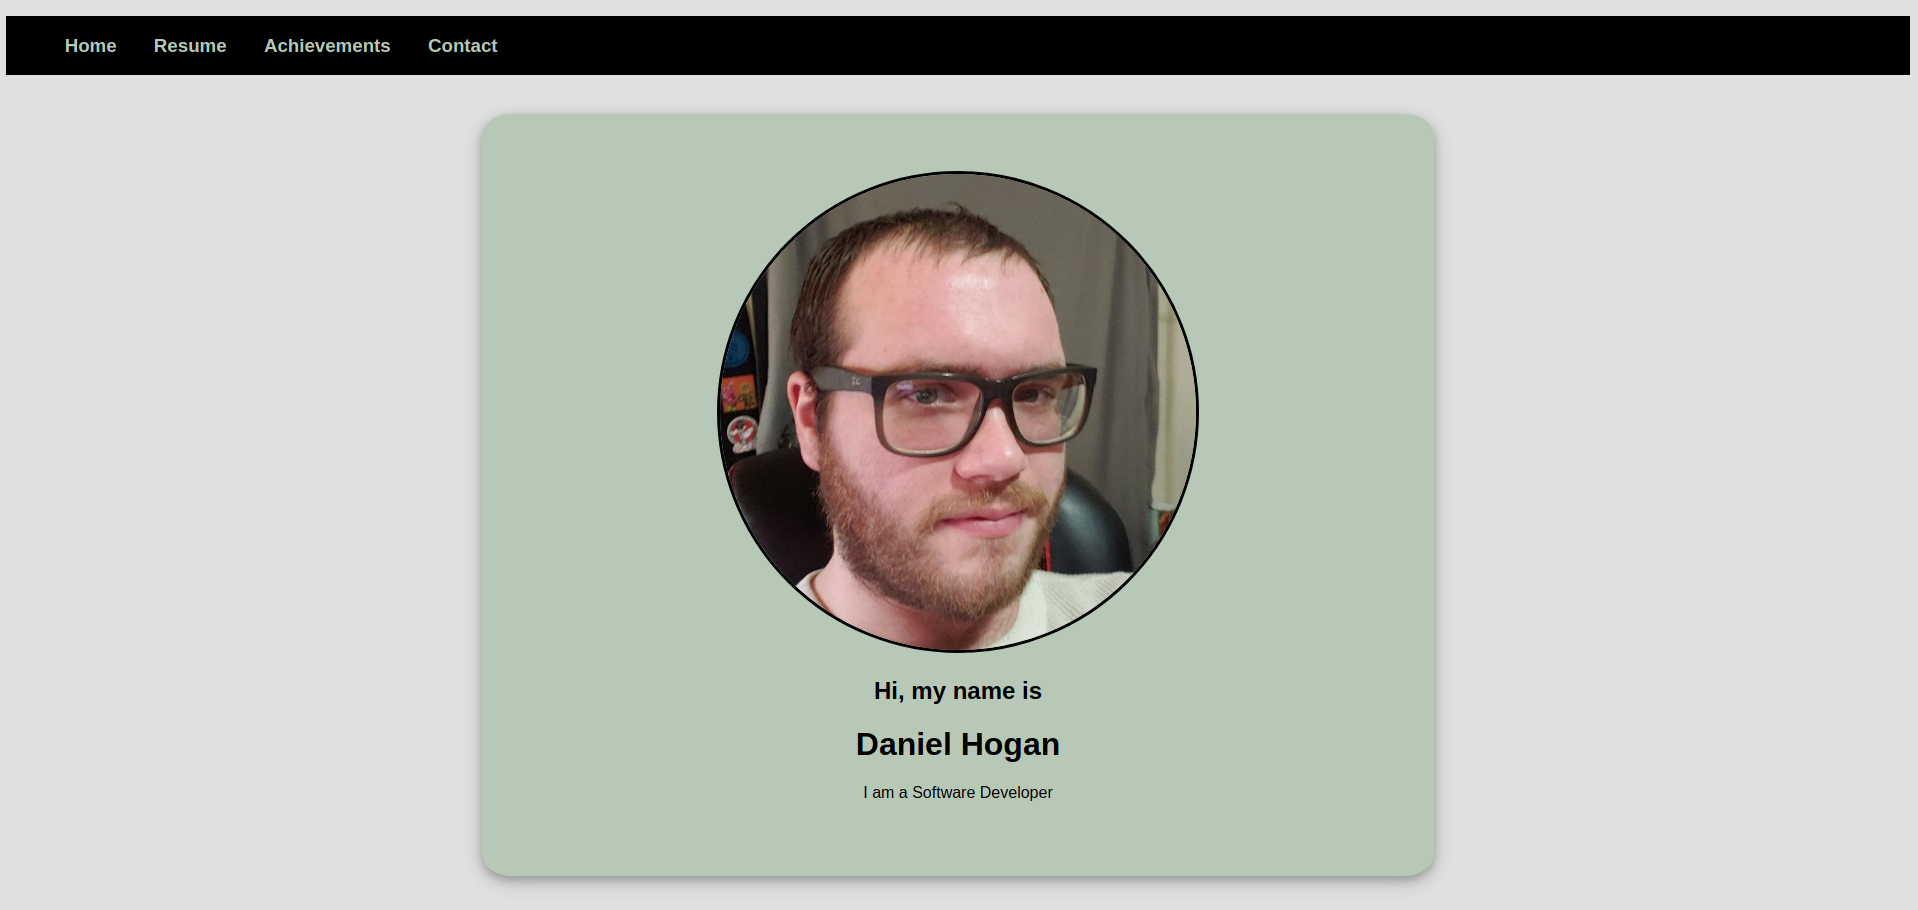 Home Resume Achievements Contact
Hi, my name is
Daniel Hogan
I am a Software Developer